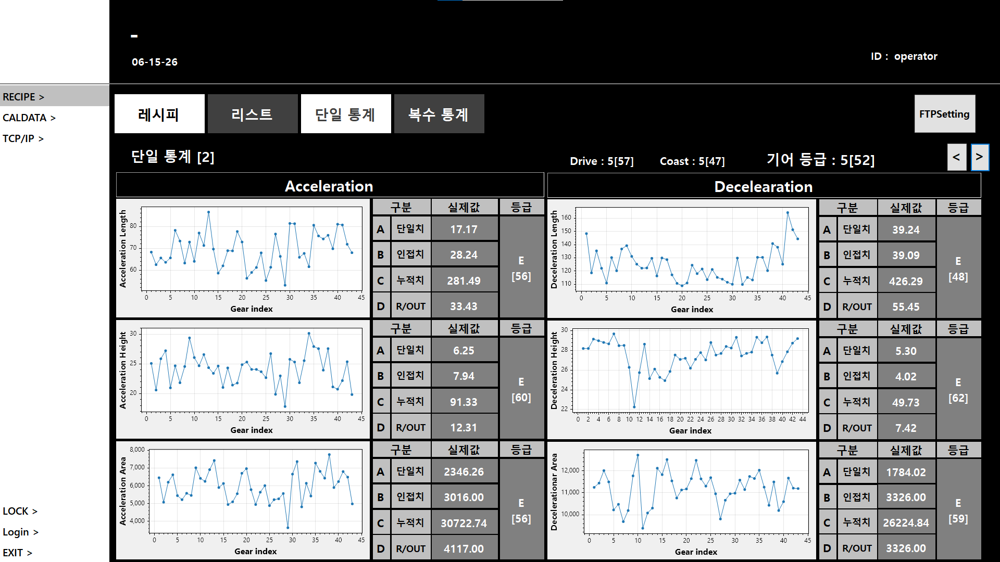 -
06-15-26
ID : operator
RECIPE >
CALDATA >
TCP/IP >
LOCK >
Login >
EXIT >
레시피
리스트
단일 통계
복수 통계
FTPSetting
단일 통계 [2]
Drive : 5[57]
Coast : 5[47]
기어 등급 : 5[52]
<
>
Acceleration
Acceleration Length
80
70
60
0 5 10 15 20 25 30 35 40 45
Gear index
구분 실제값 등급
A 단일치 17.17
B 인접치 28.24
C 누적치 281.49
D R/OUT 33.43
E
[56]
Acceleration Height
30
25
20
0 5 10 15 20 25 30 35 40 45
Gear index
구분 실제값 등급
A 단일치 6.25
B 인접치 7.94
C 누적치 91.33
D R/OUT 12.31
E
[60]
Acceleration Area
8,000
7,000
6,000
5,000
4,000
0 5 10 15 20 25 30 35 40 45
Gear index
구분 실제값 등급
A 단일치 2346.26
B 인접치 3016.00
C 누적치 30722.74
D R/OUT 4117.00
E
[56]
Decelearation
Deceleration Length
160
150
140
130
120
110
0 5 10 15 20 25 30 35 40 45
Gear index
구분 실제값 등급
A 단일치 39.24
B 인접치 39.09
C 누적치 426.29
D R/OUT 55.45
E
[48]
Deceleration Height
30
28
26
24
22
0 2 4 6 8 10 12 14 16 18 20 22 24 26 28 30 32 34 36 38 40 42 44
Gear index
구분 실제값 등급
A 단일치 5.30
B 인접치 4.02
C 누적치 49.73
D R/OUT 7.42
E
[62]
Decelerationar Area
12,000
11,000
10,000
0 5 10 15 20 25 30 35 40 45
Gear index
구분 실제값 등급
A 단일치 1784.02
B 인접치 3326.00
C 누적치 26224.84
D R/OUT 3326.00
E
[59]